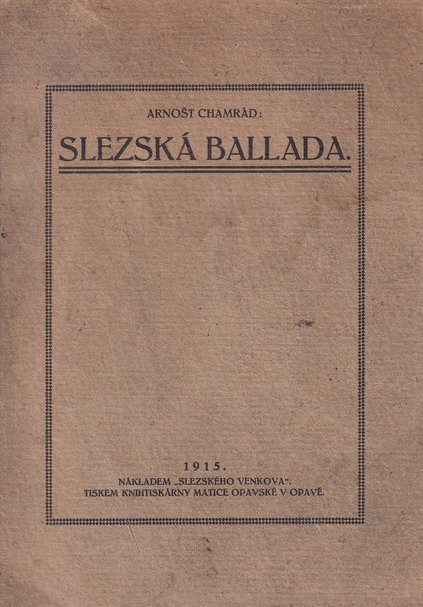 ARNOŠT CHAMRÁD:
SLEZSKÁ BALLADA.
1915.
NÁKLADEM „SLEZSKÉHO VENKOVA“.
TISKEM KNIHTISKÁRNY MATICE OPAVSKÉ V OPAVĚ.